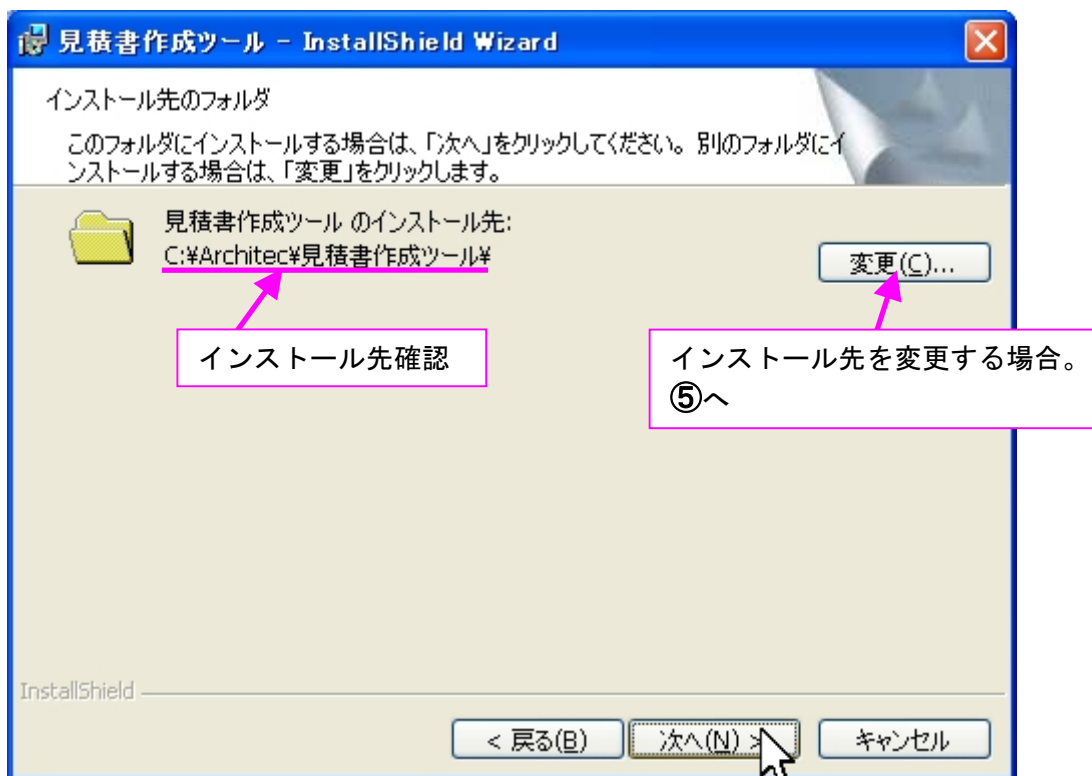 見積書作成ツール - InstallShield Wizard
インストール先のフォルダ
このフォルダにインストールする場合は、「次へ」をクリックしてください。別のフォルダにイ
ンストールする場合は、「変更」をクリックします。
見積書作成ツール のインストール先:
C:¥Architec¥見積書作成ツール¥
変更(C)...
インストール先確認
インストール先を変更する場合。
⑤へ
InstallShield
< 戻る(B)
次へ(N) >
キャンセル